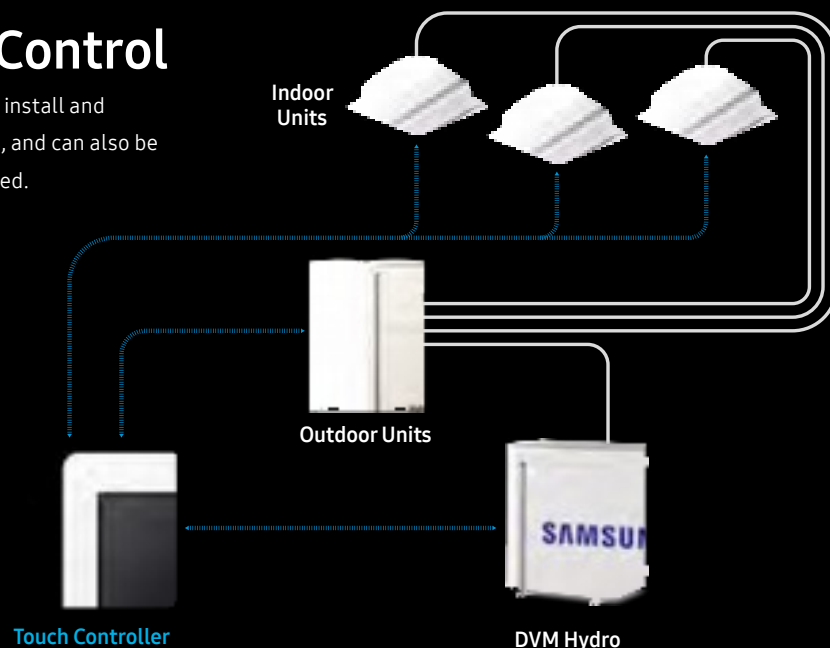 Control
install and
, and can also be
ed.
Indoor
Units
Outdoor Units
SAMSUN
Touch Controller
DVM Hydro